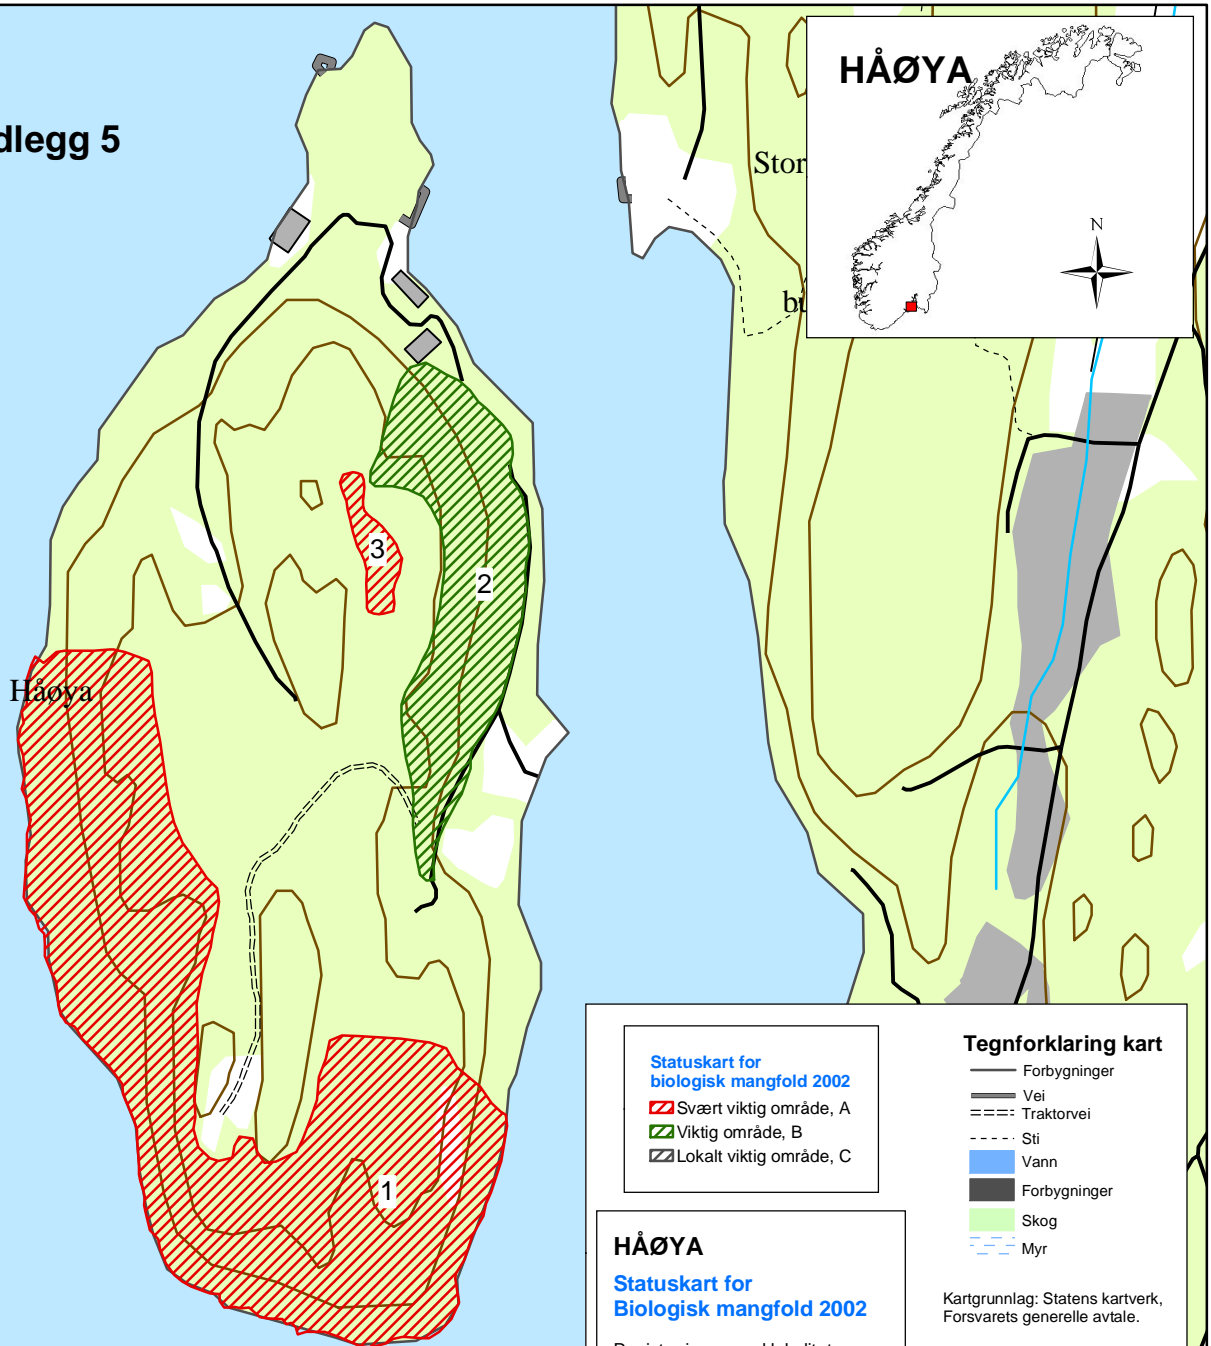 HÅØYA
dlegg 5
Stor
N
bu
3
2
Håøya
1
Statuskart for
biologisk mangfold 2002
Svært viktig område, A
Viktig område, B
Lokalt viktig område, C
HÅØYA
Statuskart for
Biologisk mangfold 2002
Tegnforklaring kart
Forbygninger
Vei
Traktorvei
Sti
Vann
Forbygninger
Skog
Myr
Kartgrunnlag: Statens kartverk,
Forsvarets generelle avtale.